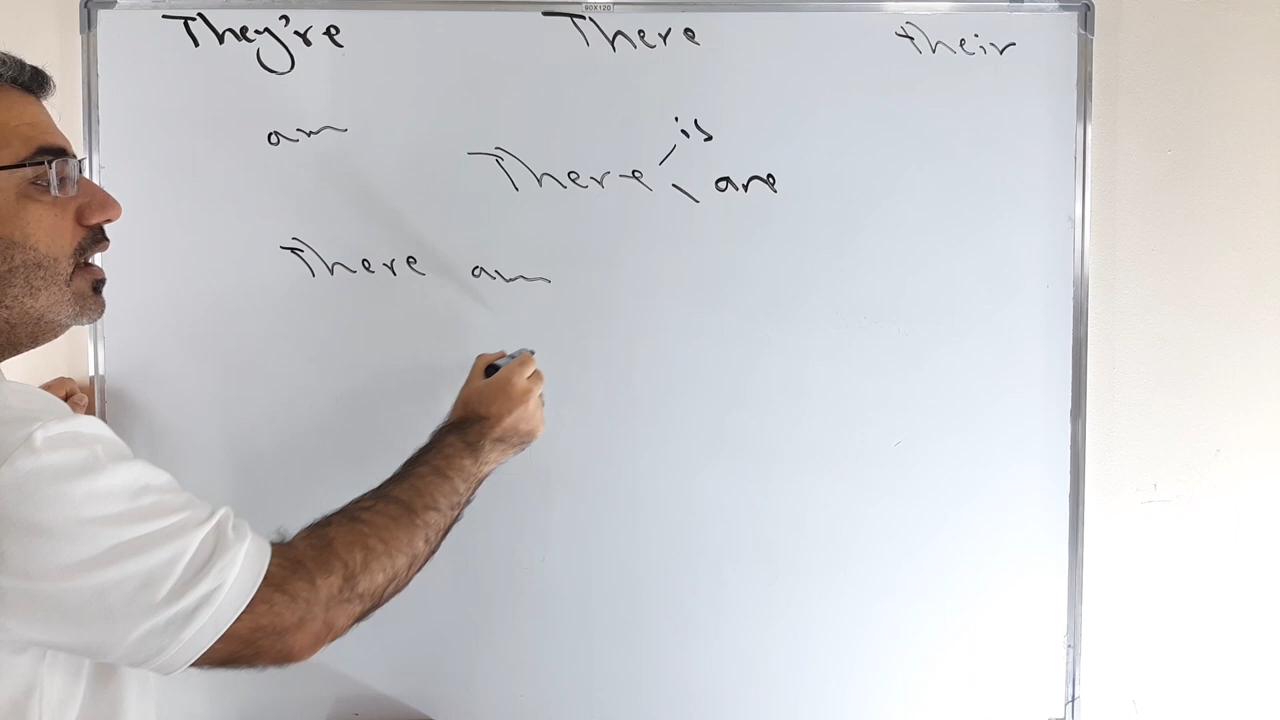 90X120
They're There their
am
There is
are
There am